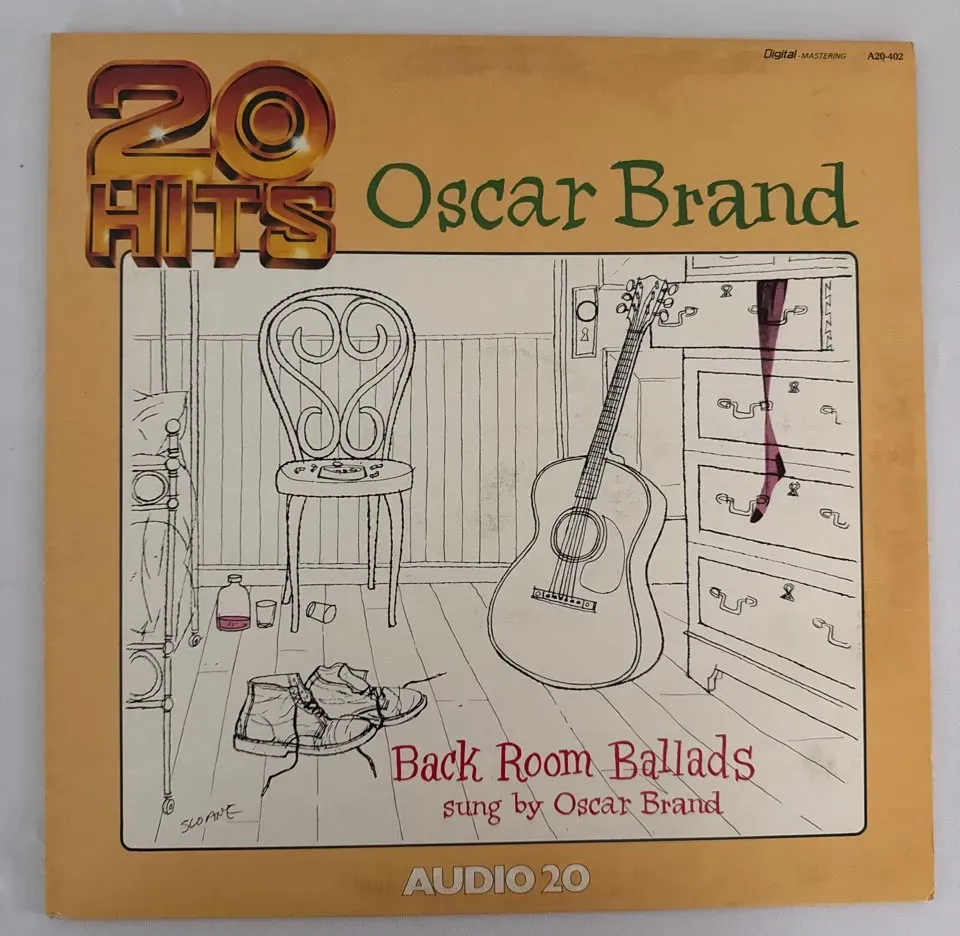 Digital - MASTERING A20-402
20
HITS
Oscar Brand
Back Room Ballads
sung by Oscar Brand
SLOANE
AUDIO 20